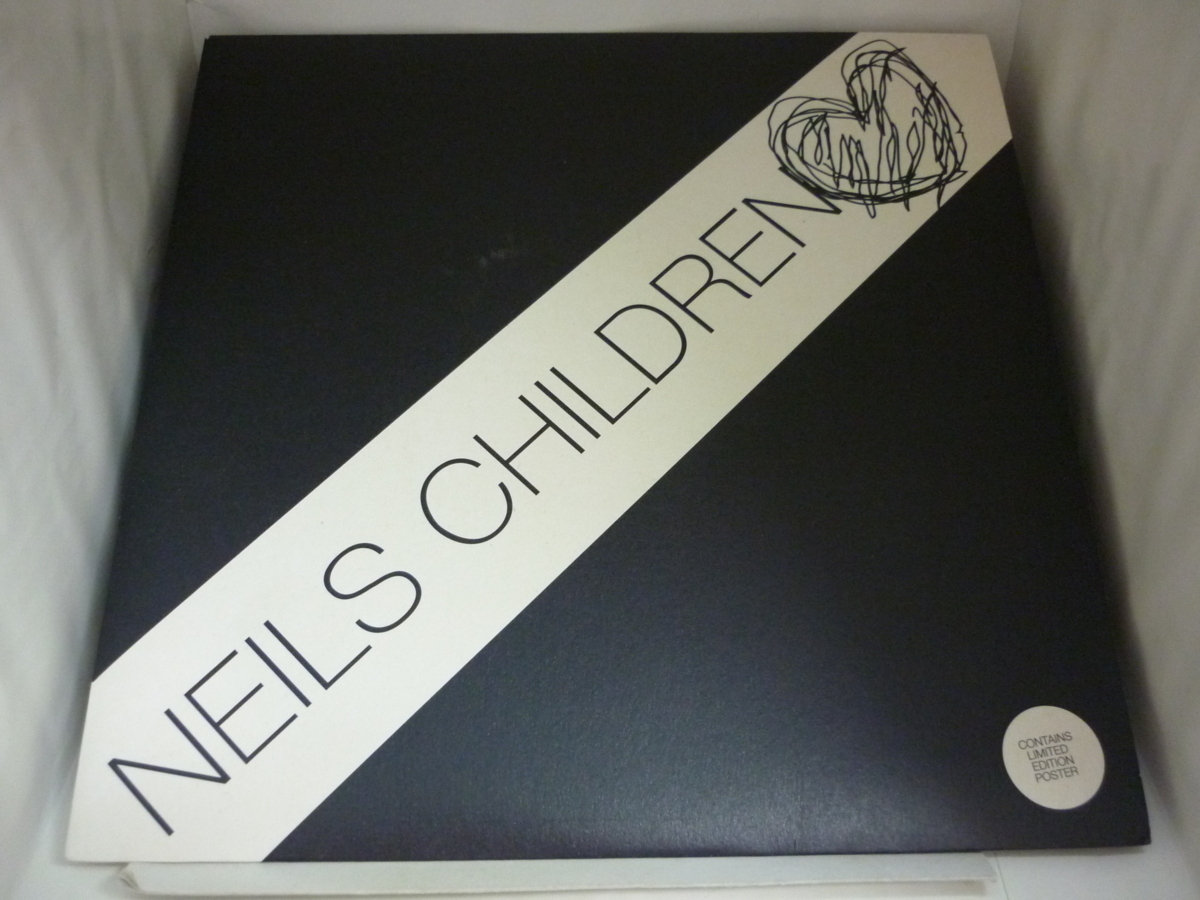 NEILS CHILDREN
CONTAINS
LIMITED
EDITION
POSTER